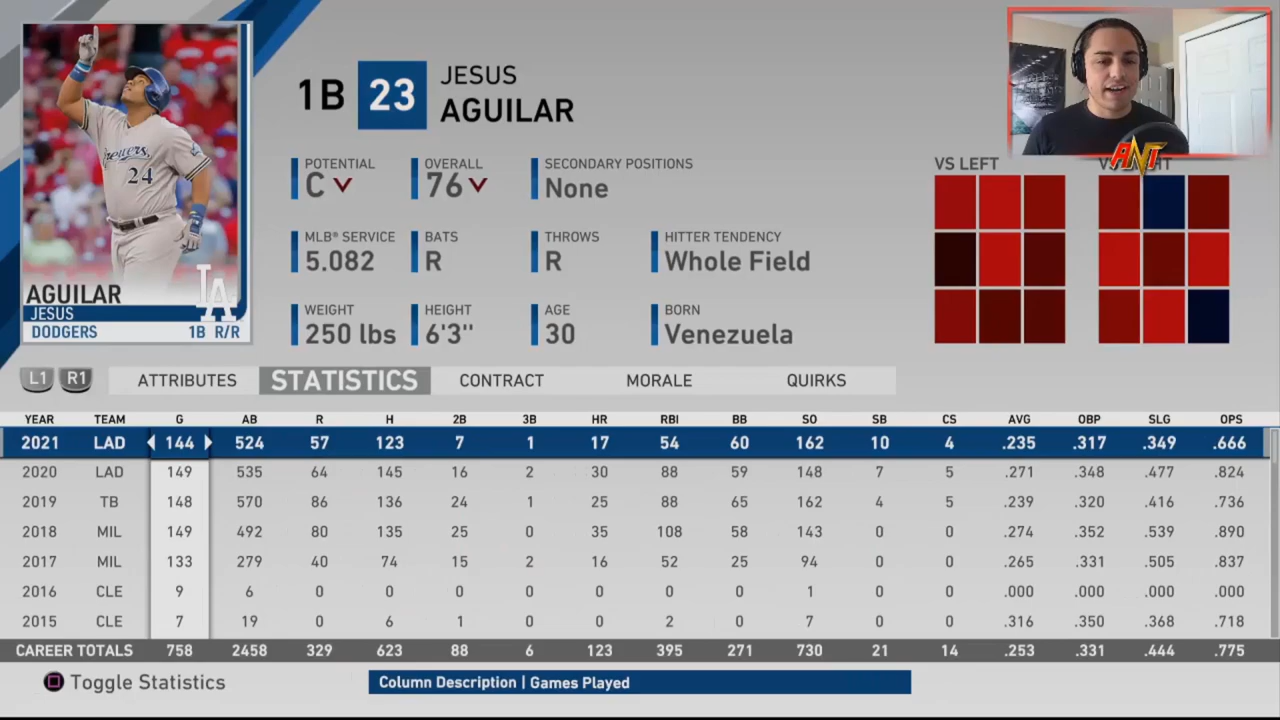 1B 23 JESUS
AGUILAR
Brewers
24
LA
AGUILAR
JESUS
DODGERS 1B R/R
POTENTIAL OVERALL SECONDARY POSITIONS
C 76 None
MLB® SERVICE BATS THROWS HITTER TENDENCY
5.082 R R Whole Field
WEIGHT HEIGHT AGE BORN
250 lbs 6'3" 30 Venezuela
ANT
VS LEFT
L1 R1 ATTRIBUTES STATISTICS CONTRACT MORALE QUIRKS
YEAR TEAM G AB R H 2B 3B HR RBI BB SO SB CS AVG OBP SLG OPS
2021 LAD 144 524 57 123 7 1 17 54 60 162 10 4 .235 .317 .349 .666
2020 LAD 149 535 64 145 16 2 30 88 59 148 7 5 .271 .348 .477 .824
2019 TB 148 570 86 136 24 1 25 88 65 162 4 5 .239 .320 .416 .736
2018 MIL 149 492 80 135 25 0 35 108 58 143 0 0 .274 .352 .539 .890
2017 MIL 133 279 40 74 15 2 16 52 25 94 0 0 .265 .331 .505 .837
2016 CLE 9 6 0 0 0 0 0 0 0 1 0 0 .000 .000 .000 .000
2015 CLE 7 19 0 6 1 0 0 2 0 7 0 0 .316 .350 .368 .718
CAREER TOTALS 758 2458 329 623 88 6 123 395 271 730 21 14 .253 .331 .444 .775
Toggle Statistics Column Description | Games Played